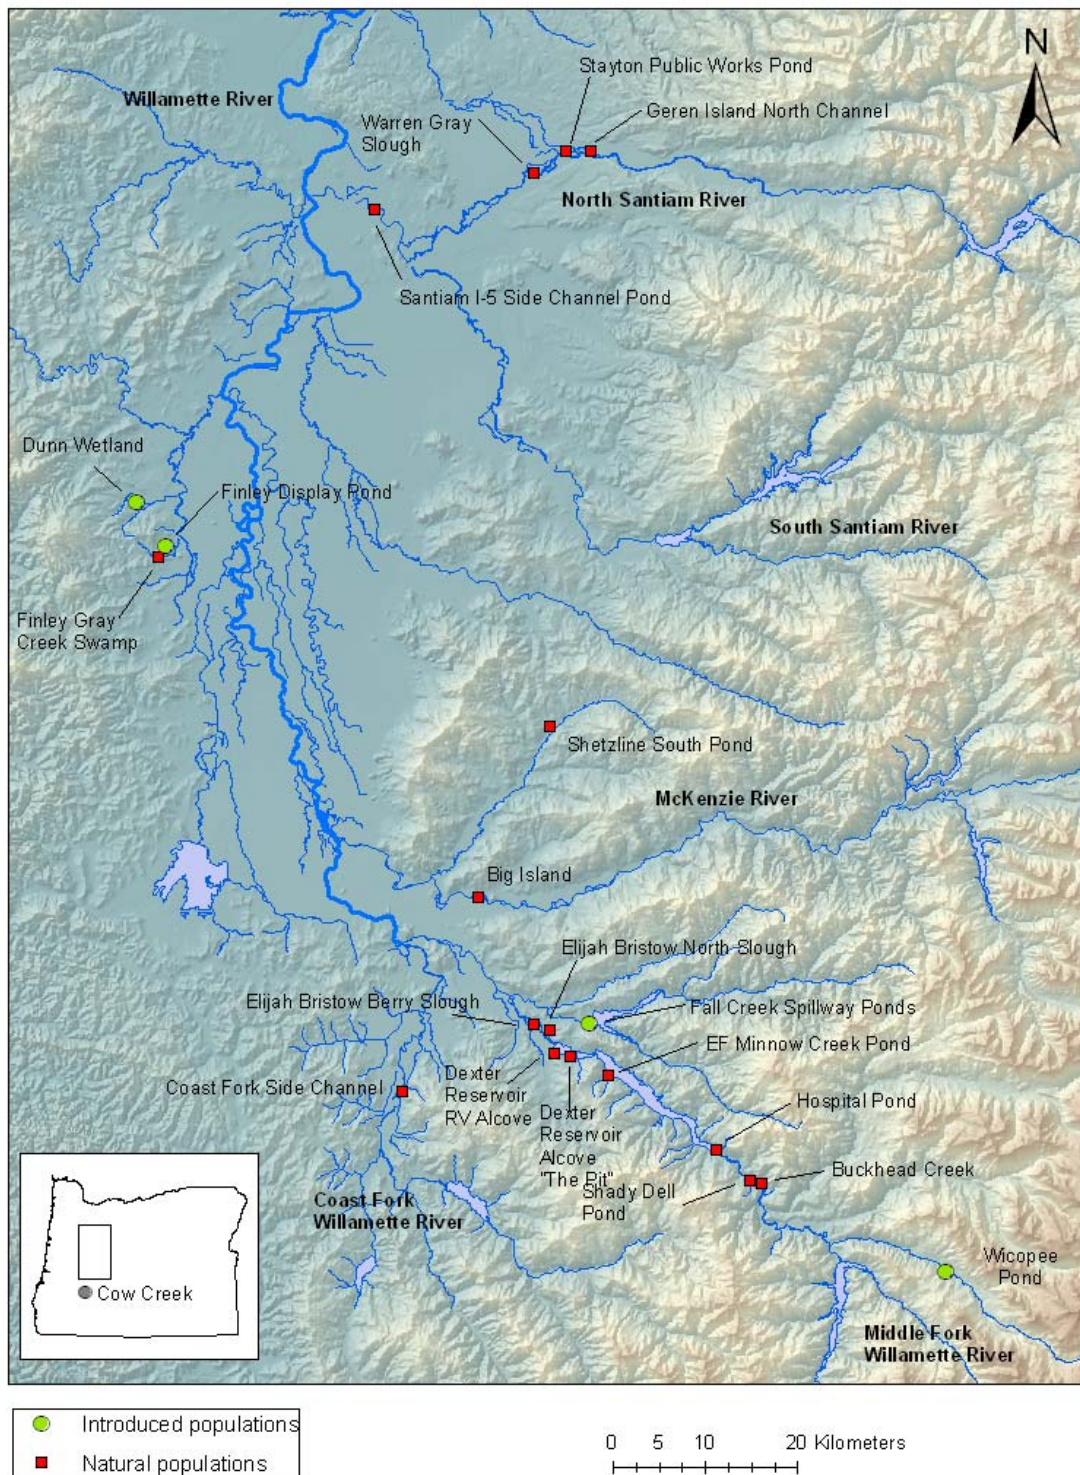 N
Stayton Public Works Pond
Willamette River
Geren Island North Channel
Warren Gray
Slough
North Santiam River
Santiam I-5 Side Channel Pond
Dunn Wetland
Finley Display Pond
South Santiam River
Finley Gray
Creek Swamp
Shetzline South Pond
McKenzie River
Big Island
Elijah Bristow North Slough
Elijah Bristow Berry Slough
Fall Creek Spillway Ponds
EF Minnow Creek Pond
Coast Fork Side Channel
Dexter
Reservoir
RV Alcove
Hospital Pond
Dexter
Reservoir
Alcove
"The Pit"
Buckhead Creek
Shady Dell
Pond
Coast Fork
Willamette River
Wicopee
Pond
Cow Creek
Middle Fork
Willamette River
Introduced populations
Natural populations
0 5 10 20 Kilometers